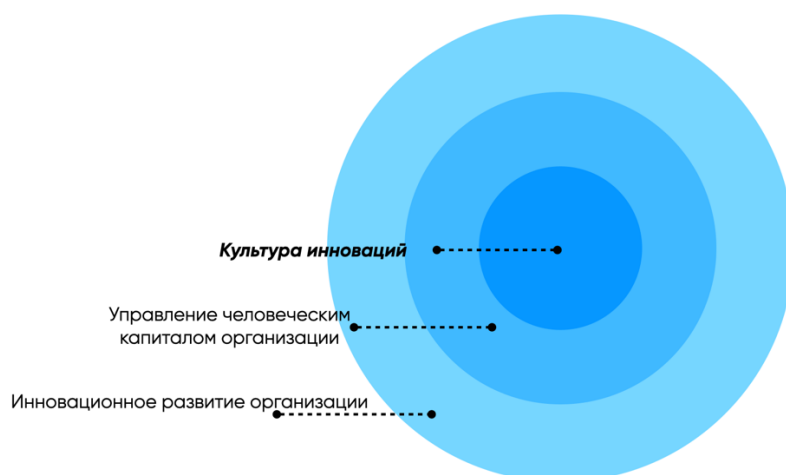 Культура инноваций
Управление человеческим
капиталом организации
Инновационное развитие организации